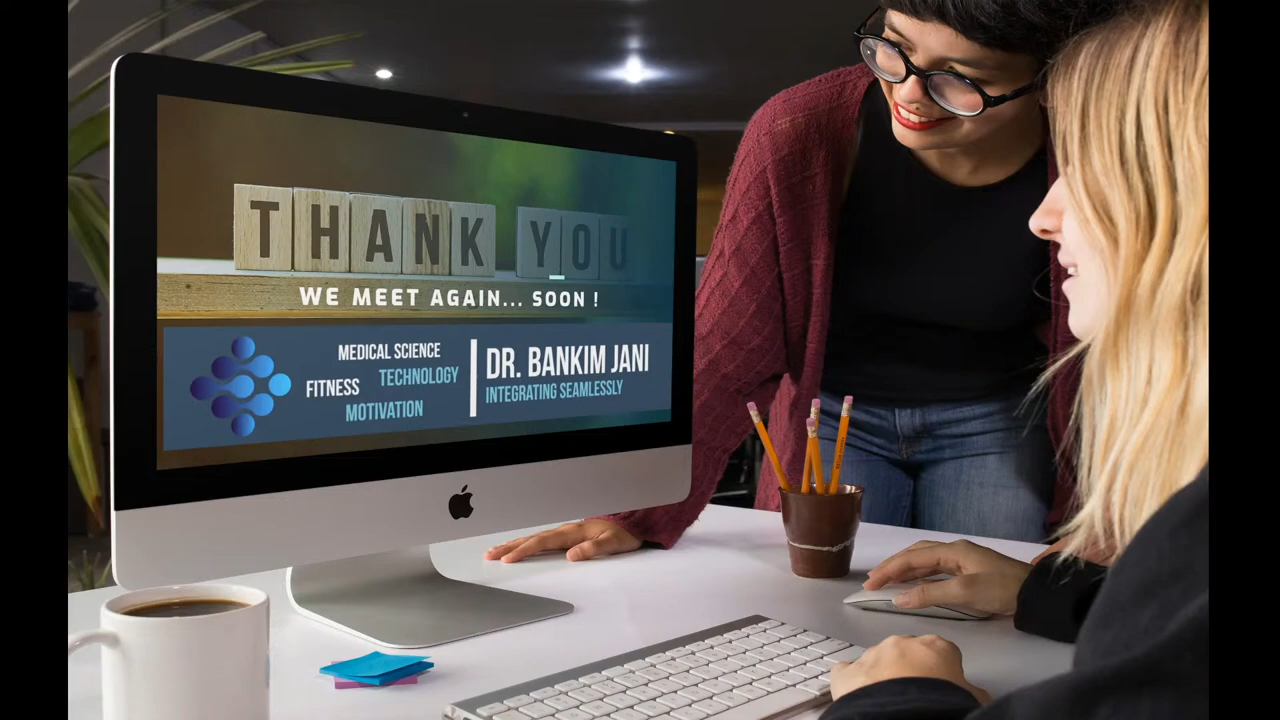 THANK YOU
WE MEET AGAIN... SOON !
MEDICAL SCIENCE
FITNESS TECHNOLOGY
MOTIVATION
DR. BANKIM JANI
INTEGRATING SEAMLESSLY